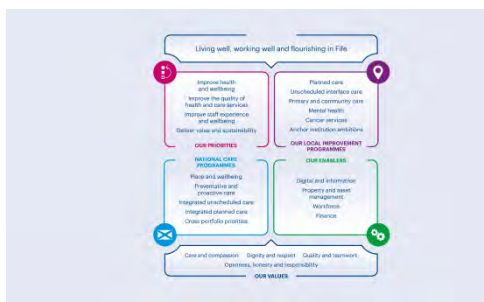 Living well, working well and flourishing in Fife
Improve health
and wellbeing
Improve the quality of
health and care services
Improve staff experience
and wellbeing
Deliver value and sustainability
OUR PRIORITIES
Planned care
Unscheduled interface care
Primary and community care
Mental health
Cancer services
Anchor institution ambitions
OUR LOCAL IMPROVEMENT
PROGRAMMES
NATIONAL CARE
PROGRAMMES
Place and wellbeing
Preventative and
proactive care
Integrated unscheduled care
Integrated planned care
Cross portfolio priorities
OUR ENABLERS
Digital and information
Property and asset
management
Workforce
Finance
Care and compassion Dignity and respect Quality and teamwork
Openness, honesty and responsibility
OUR VALUES